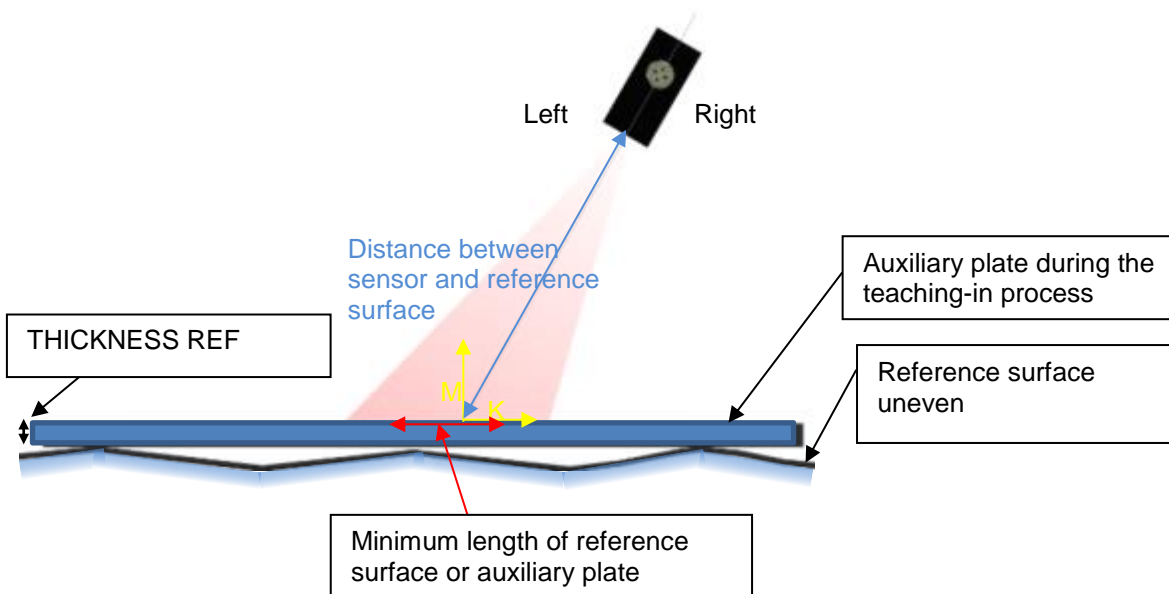 Left
Right
Distance between
sensor and reference
surface
Auxiliary plate during the
teaching-in process
THICKNESS REF
M
K
Reference surface
uneven
Minimum length of reference
surface or auxiliary plate